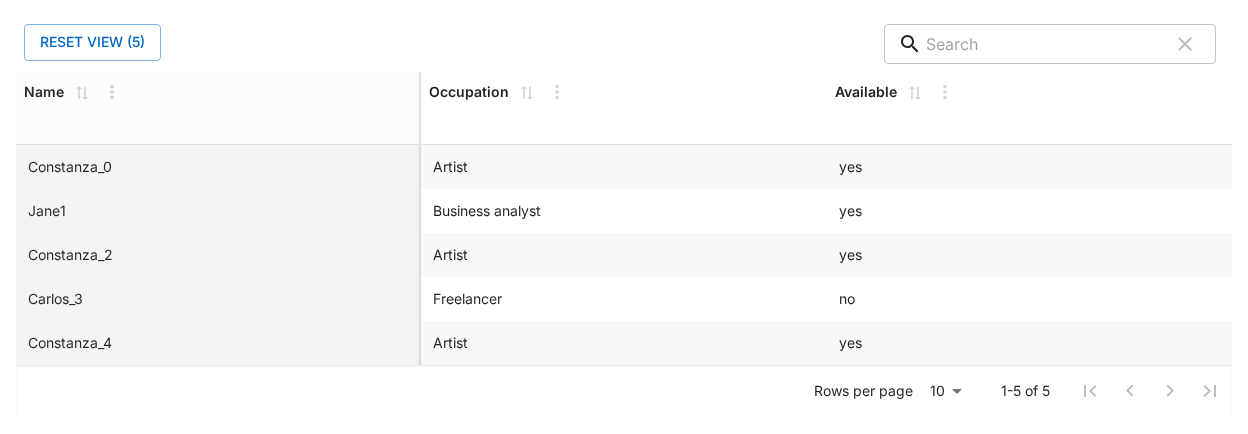 RESET VIEW (5)
Search
Name Occupation Available
Constanza_0 Artist yes
Jane1 Business analyst yes
Constanza_2 Artist yes
Carlos_3 Freelancer no
Constanza_4 Artist yes
Rows per page 10 1-5 of 5